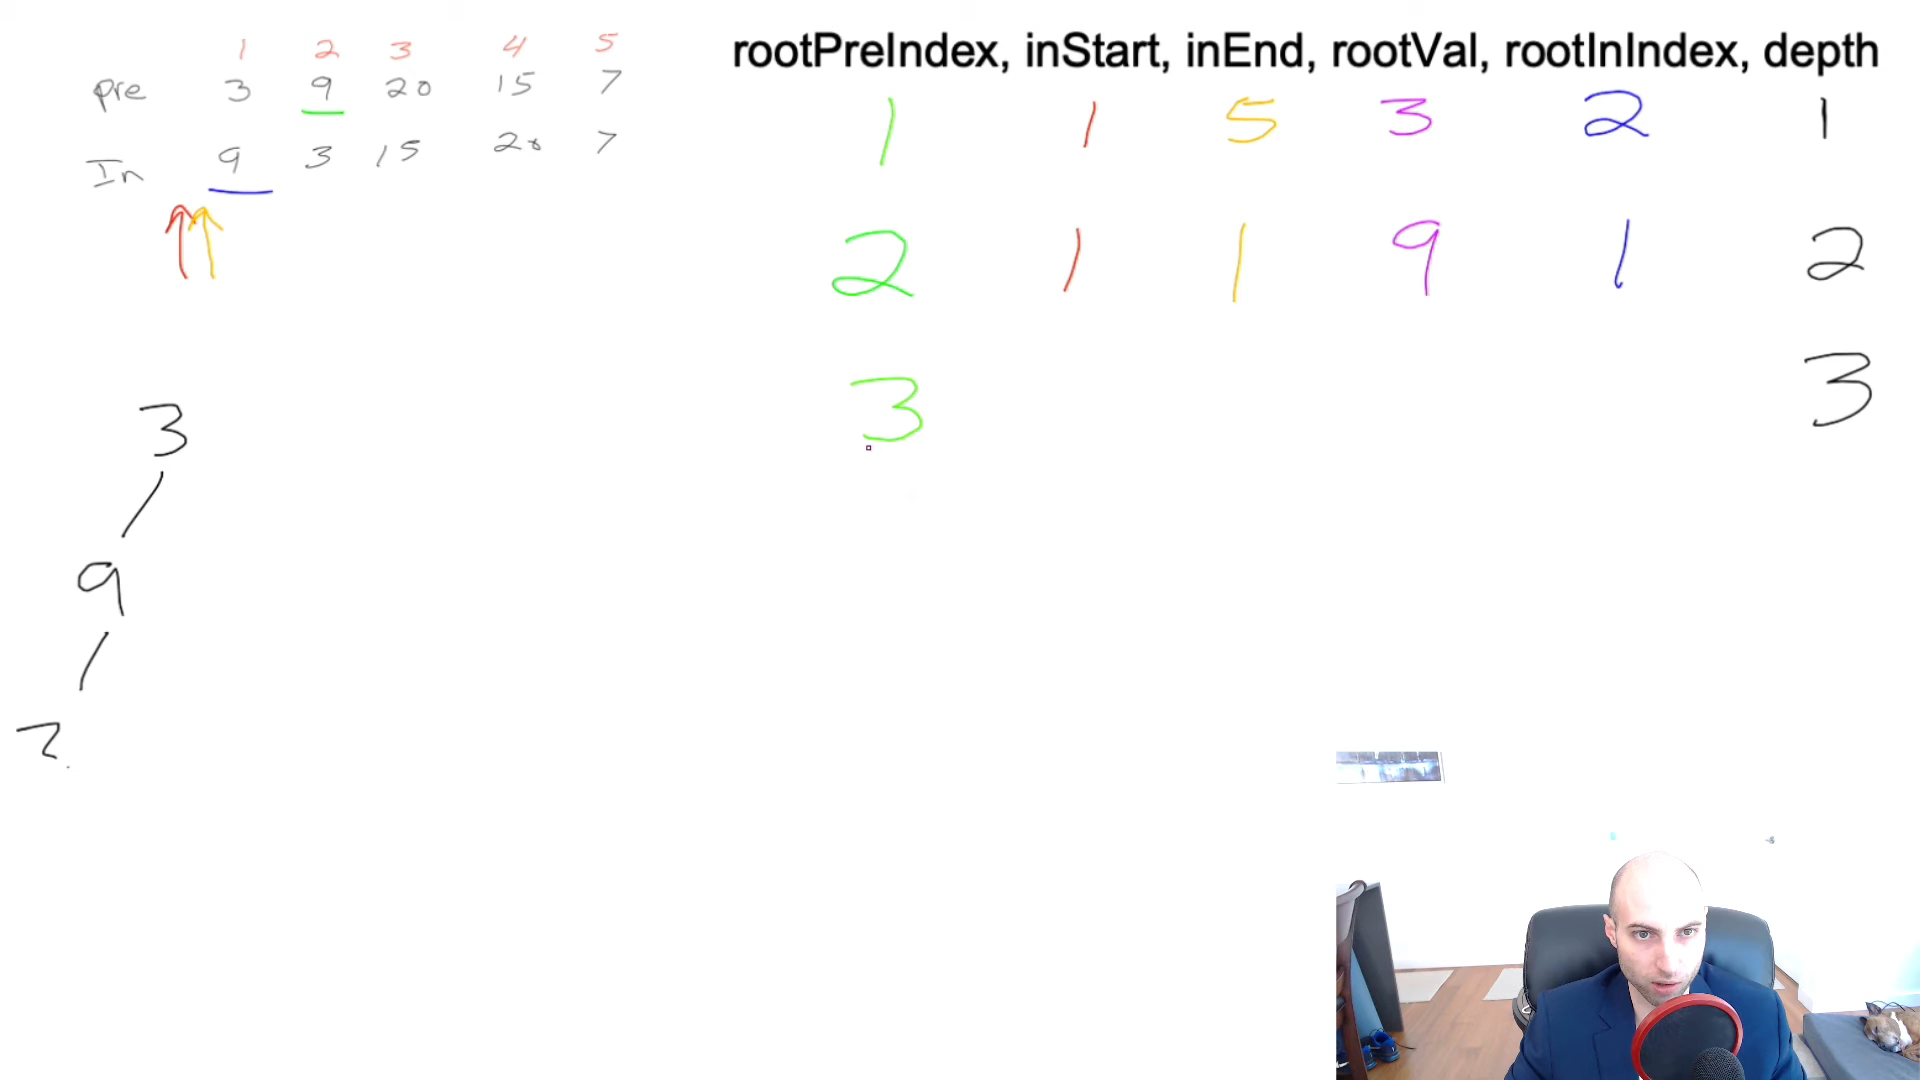 1 2 3 4 5
pre 3 9 20 15 7
In 9 3 15 20 7
rootPreIndex, inStart, inEnd, rootVal, rootInIndex, depth
1 1 5 3 2 1
2 1 1 9 1 2
3 3
3
9
?